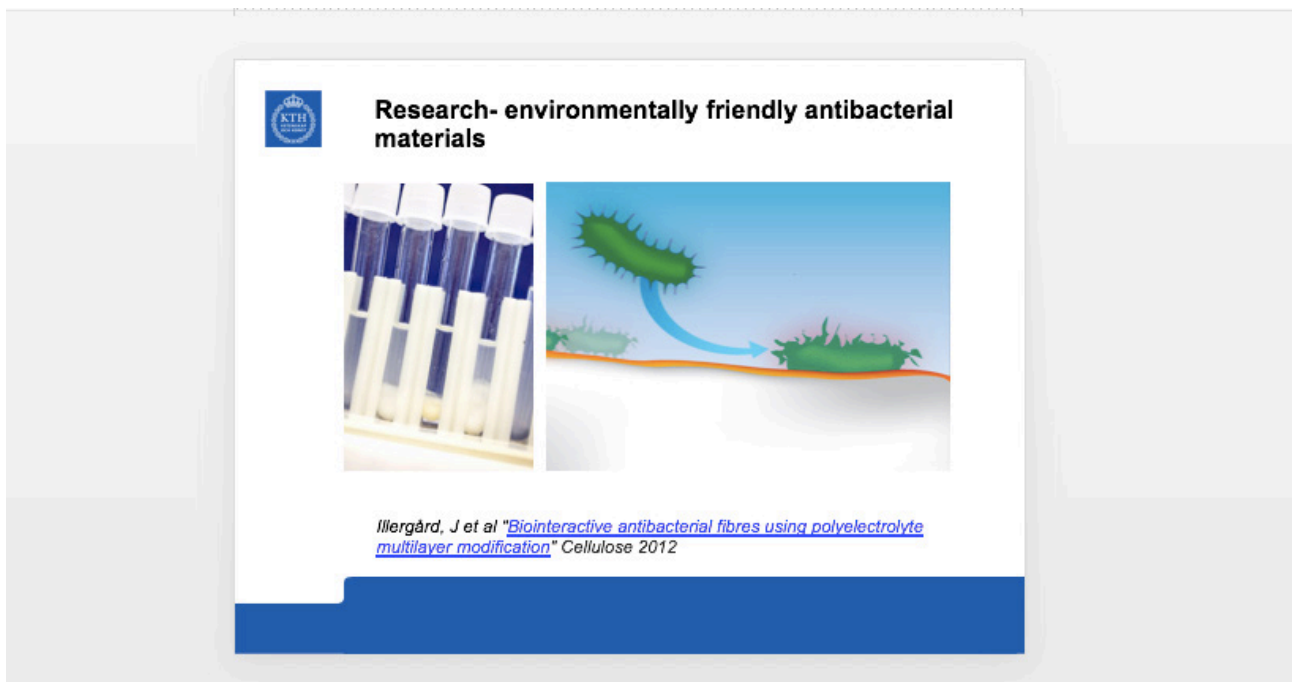 KTH
Research- environmentally friendly antibacterial
materials
Illergård, J et al "Biointeractive antibacterial fibres using polyelectrolyte
multilayer modification" Cellulose 2012